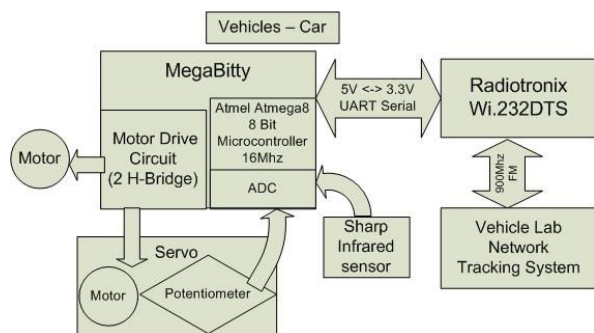 Vehicles – Car
MegaBitty
Motor Drive
Circuit
(2 H-Bridge)
Atmel Atmega8
8 Bit
Microcontroller
16Mhz
ADC
5V <-> 3.3V
UART Serial
Radiotronix
Wi.232DTS
Motor
900Mhz
FM
Sharp
Infrared
sensor
Vehicle Lab
Network
Tracking System
Servo
Motor
Potentiometer